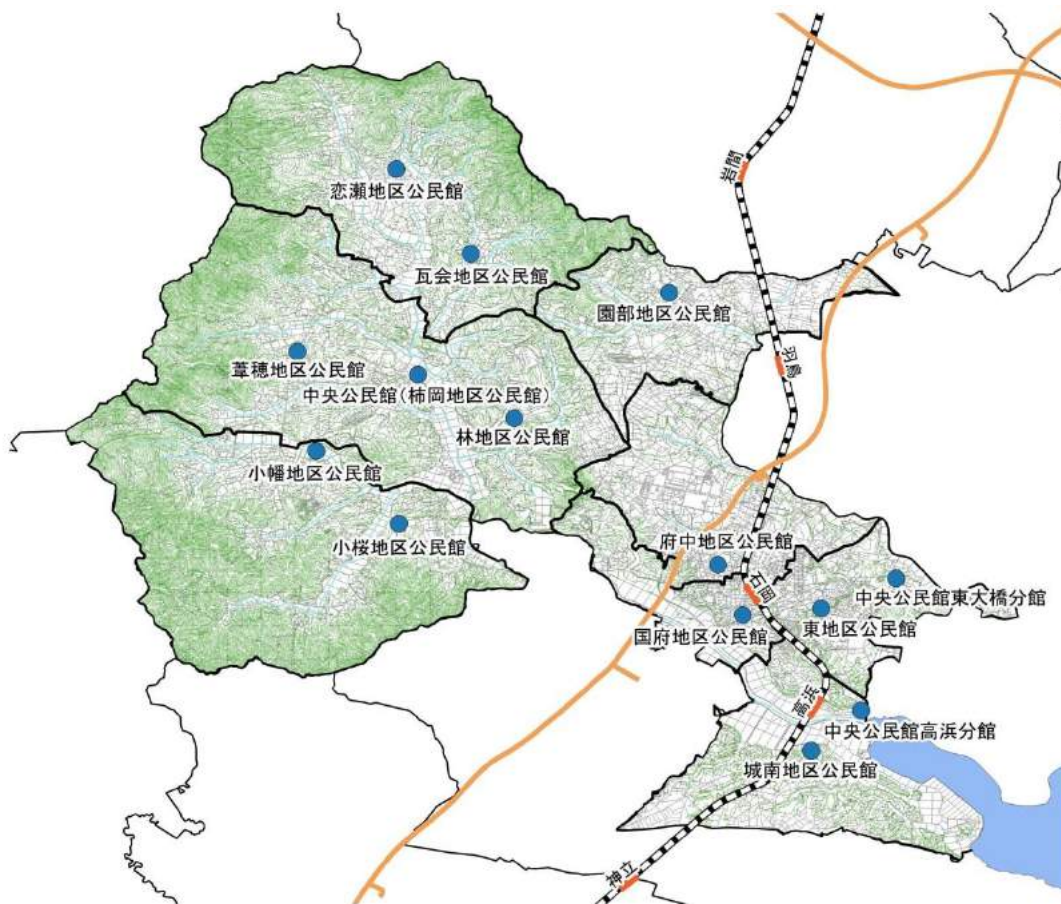 岩間
恋瀬地区公民館
瓦会地区公民館
園部地区公民館
羽鳥
葦穂地区公民館
中央公民館(柿岡地区公民館)
林地区公民館
小幡地区公民館
小桜地区公民館
府中地区公民館
石岡
中央公民館東大橋分館
東地区公民館
国府地区公民館
高浜
中央公民館高浜分館
城南地区公民館
神立